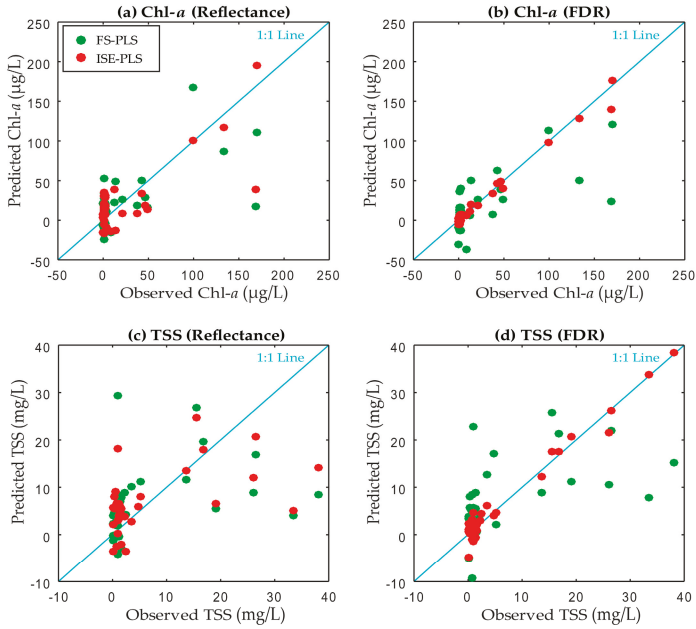 (a) Chl-a (Reflectance)
(b) Chl-a (FDR)
FS-PLS
ISE-PLS
1:1 Line
1:1 Line
Predicted Chl-a (µg/L)
Predicted Chl-a (µg/L)
250
200
150
100
50
0
-50
250
200
150
100
50
0
-50
-50 0 50 100 150 200 250
-50 0 50 100 150 200 250
Observed Chl-a (µg/L)
Observed Chl-a (µg/L)
(c) TSS (Reflectance)
(d) TSS (FDR)
1:1 Line
1:1 Line
Predicted TSS (mg/L)
Predicted TSS (mg/L)
40
30
20
10
0
-10
40
30
20
10
0
-10
-10 0 10 20 30 40
-10 0 10 20 30 40
Observed TSS (mg/L)
Observed TSS (mg/L)